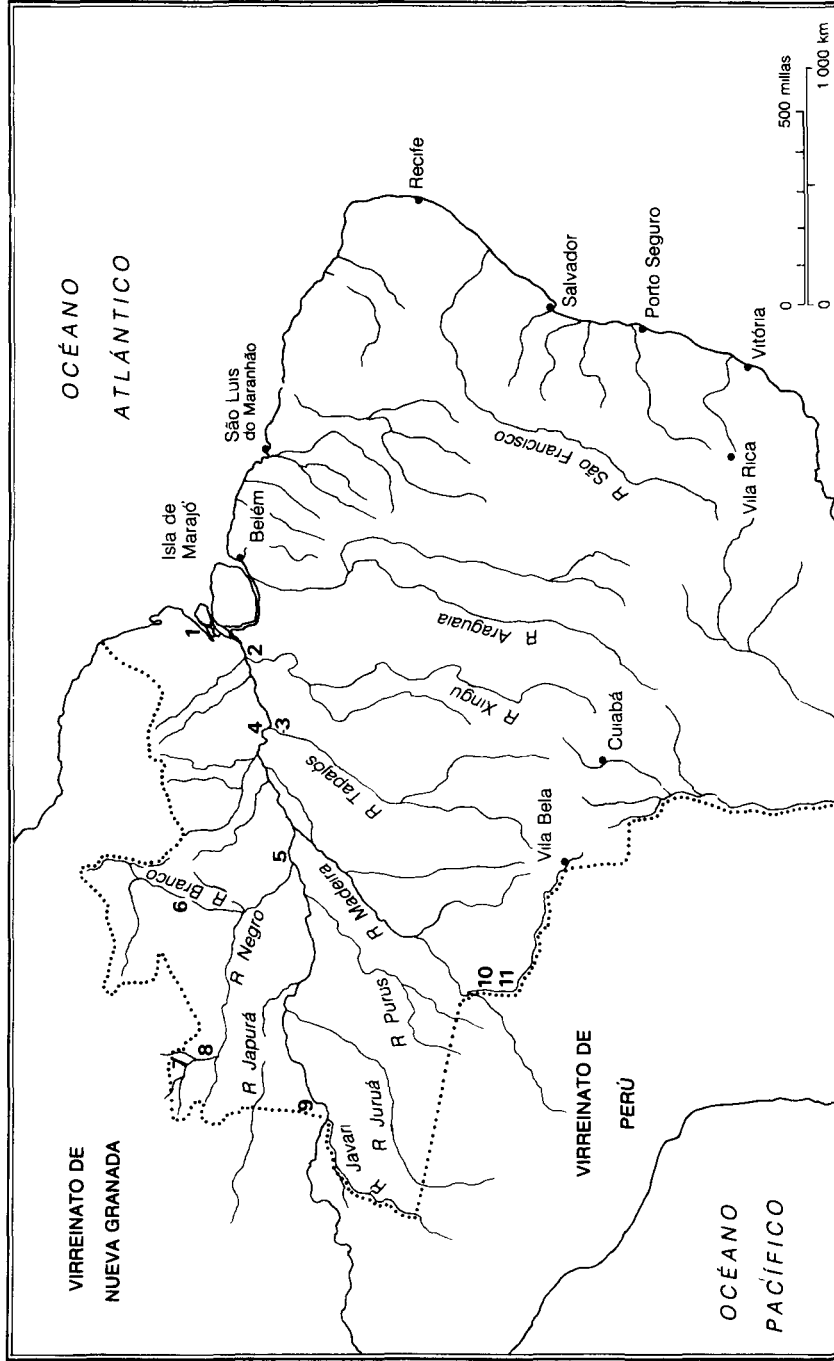 OCÉANO
ATLÁNTICO
VIRREINATO DE
NUEVA GRANADA
Isla de
Marajó
Belém
São Luis
do Maranhão
Recife
Salvador
Porto Seguro
Vitória
Vila Rica
Cuiabá
Vila Bela
R Branco
R Negro
R Japurá
R Javari
R Juruá
R Purus
R Madeira
R Tapajós
R Xingu
R Araguaia
R São Francisco
1
2
3
4
5
6
7
8
9
10
11
VIRREINATO DE
PERÚ
OCÉANO
PACÍFICO
0 500 millas
0 1 000 km